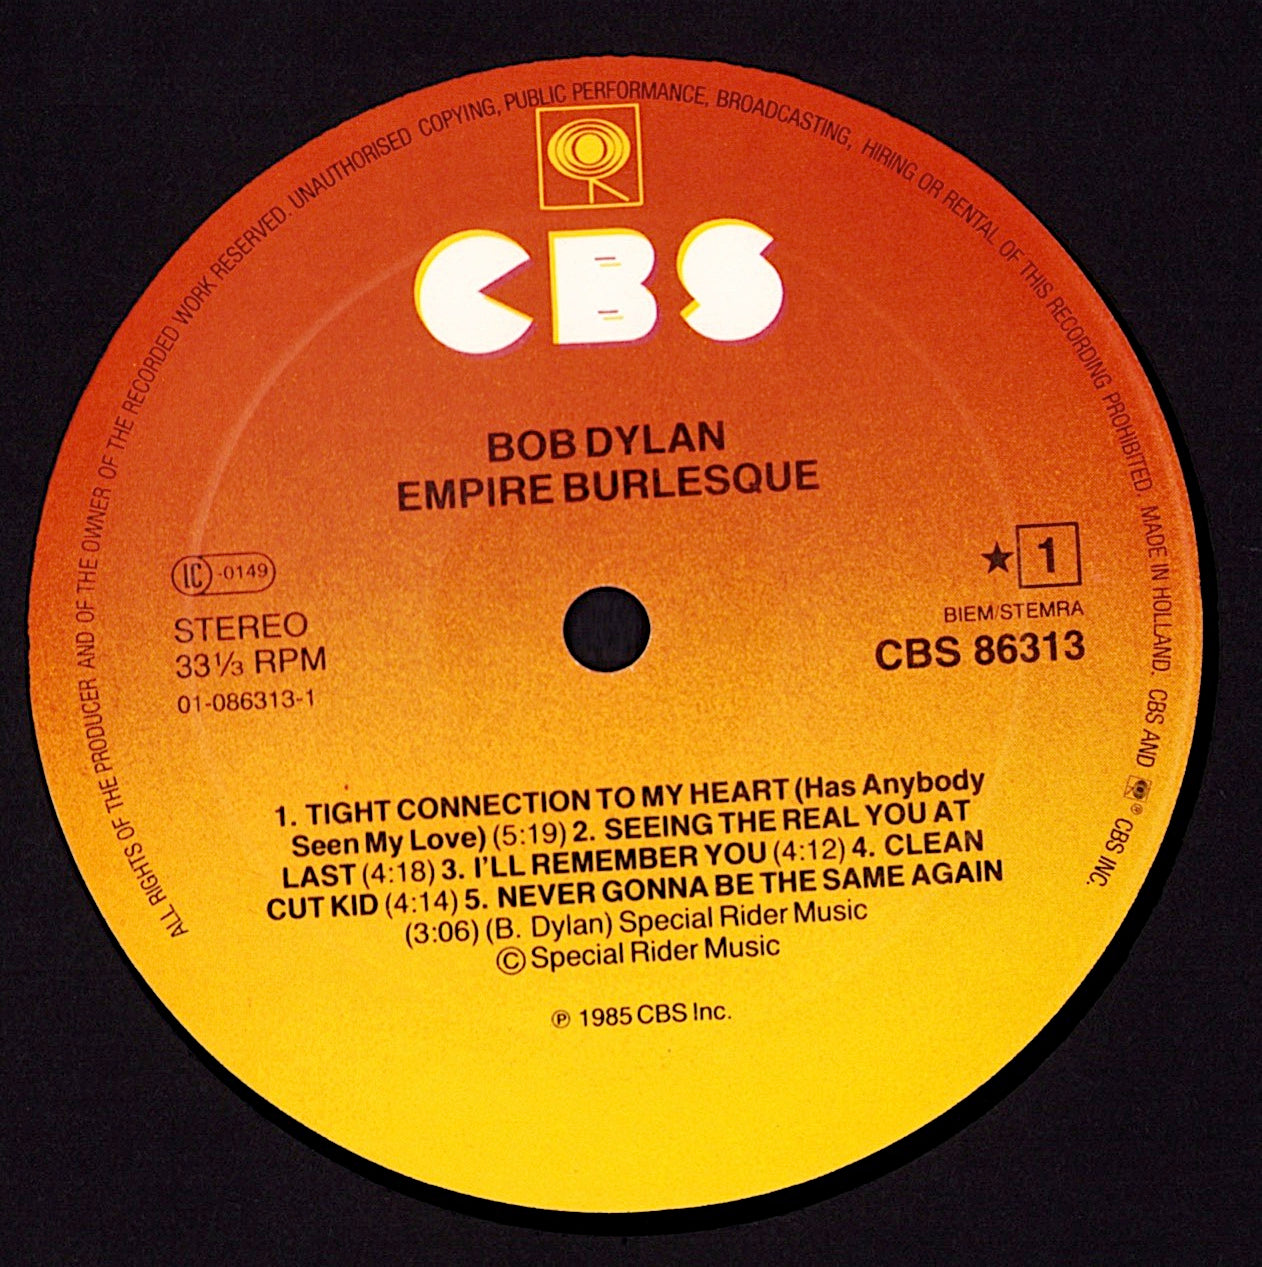 ALL RIGHTS OF THE PRODUCER AND OF THE OWNER OF THE RECORDED WORK RESERVED. UNAUTHORISED COPYING, PUBLIC PERFORMANCE, BROADCASTING, HIRING OR RENTAL OF THIS RECORDING PROHIBITED. MADE IN HOLLAND. CBS AND ® CBS INC.
CBS
BOB DYLAN
EMPIRE BURLESQUE
IC -0149
STEREO
33⅓ RPM
01-086313-1
★ 1
BIEM/STEMRA
CBS 86313
1. TIGHT CONNECTION TO MY HEART (Has Anybody
Seen My Love) (5:19) 2. SEEING THE REAL YOU AT
LAST (4:18) 3. I'LL REMEMBER YOU (4:12) 4. CLEAN
CUT KID (4:14) 5. NEVER GONNA BE THE SAME AGAIN
(3:06) (B. Dylan) Special Rider Music
© Special Rider Music
℗ 1985 CBS Inc.